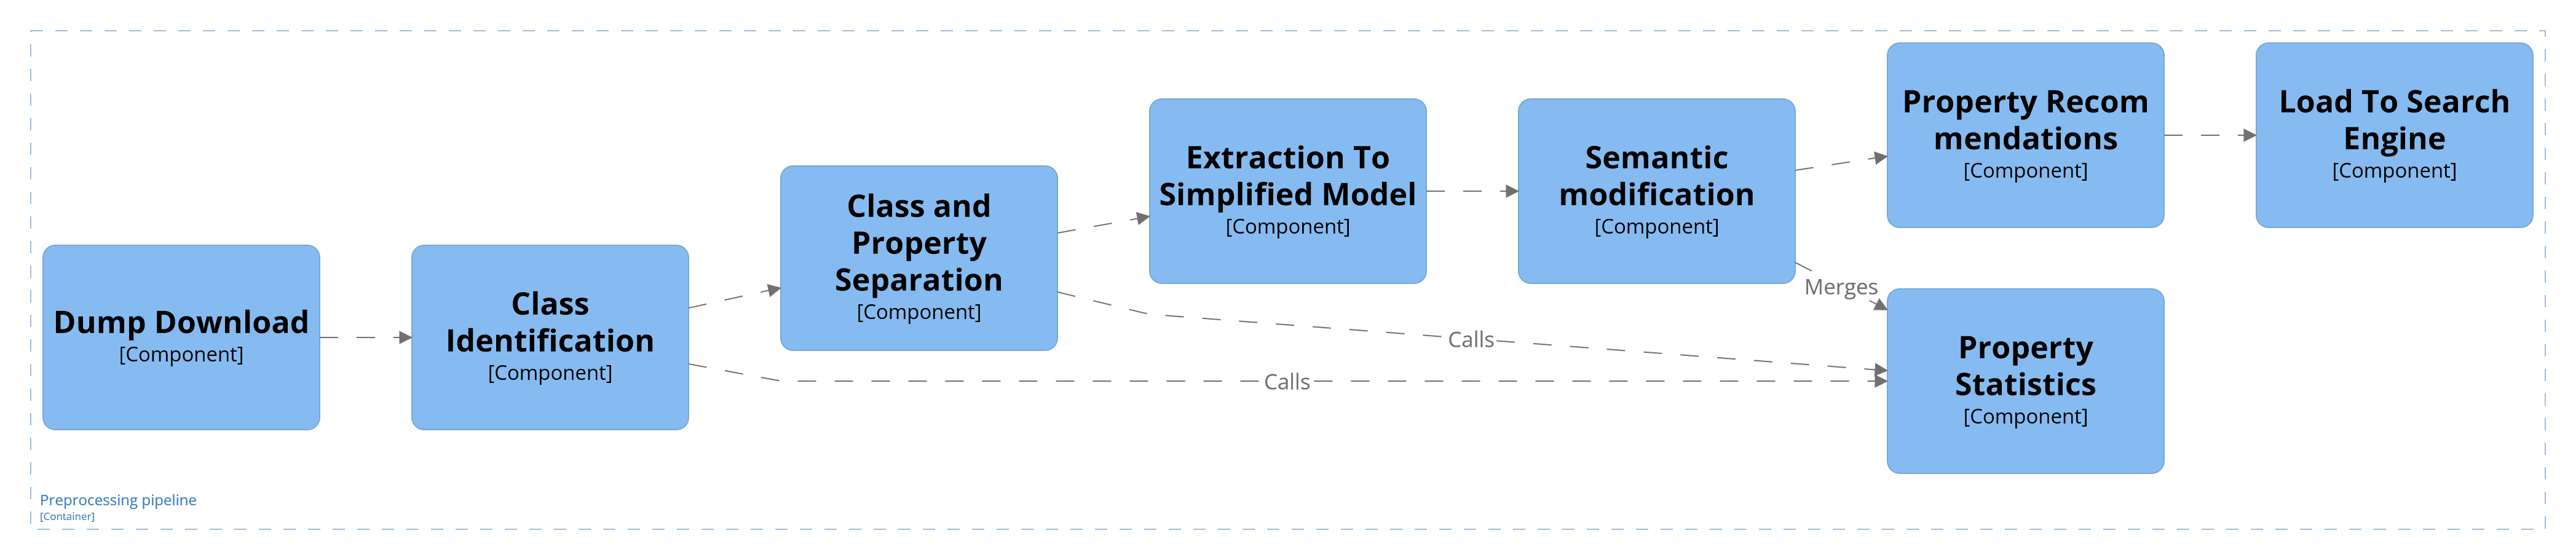 Dump Download
[Component]
Class
Identification
[Component]
Class and
Property
Separation
[Component]
Extraction To
Simplified Model
[Component]
Semantic
modification
[Component]
Property Recom
mendations
[Component]
Load To Search
Engine
[Component]
Merges
Calls
Calls
Property
Statistics
[Component]
Preprocessing pipeline
[Container]